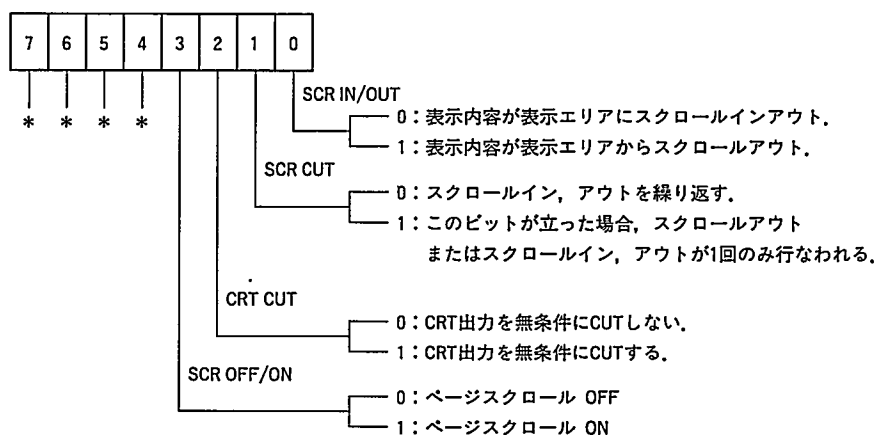 7 6 5 4 3 2 1 0
* * * *
SCR IN/OUT
0：表示内容が表示エリアにスクロールインアウト．
1：表示内容が表示エリアからスクロールアウト．
SCR CUT
0：スクロールイン，アウトを繰り返す．
1：このビットが立った場合，スクロールアウト
またはスクロールイン，アウトが1回のみ行なわれる．
CRT CUT
0：CRT出力を無条件にCUTしない．
1：CRT出力を無条件にCUTする．
SCR OFF/ON
0：ページスクロール OFF
1：ページスクロール ON